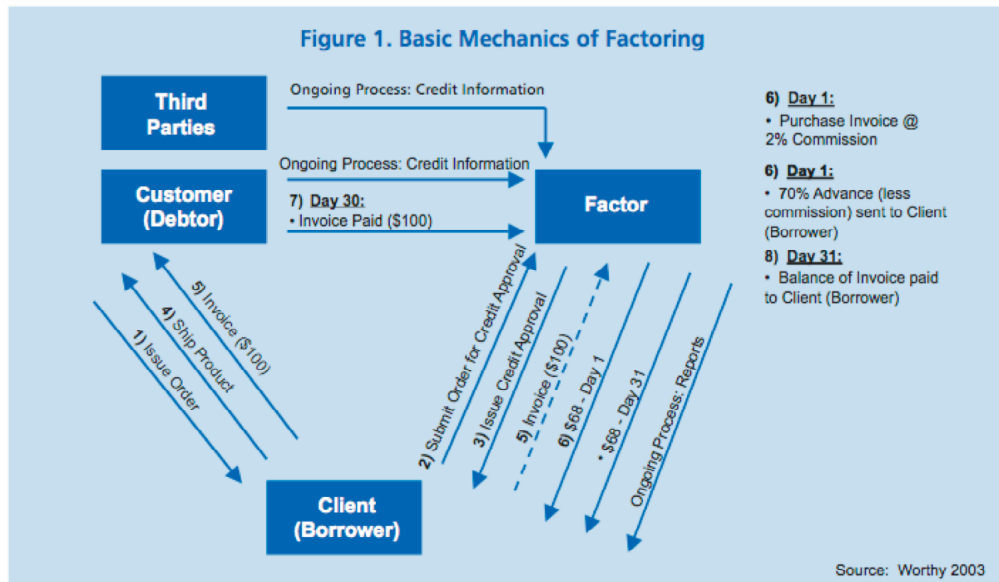 Figure 1. Basic Mechanics of Factoring
Third
Parties
Ongoing Process: Credit Information
Customer
(Debtor)
Ongoing Process: Credit Information
7) Day 30:
• Invoice Paid ($100)
Factor
6) Day 1:
• Purchase Invoice @
2% Commission
6) Day 1:
• 70% Advance (less
commission) sent to Client
(Borrower)
8) Day 31:
• Balance of Invoice paid
to Client (Borrower)
1) Issue Order
4) Ship Product
5) Invoice ($100)
2) Submit Order for Credit Approval
3) Issue Credit Approval
5) Invoice ($100)
6) $68 - Day 1
• $68 - Day 31
Ongoing Process: Reports
Client
(Borrower)
Source: Worthy 2003